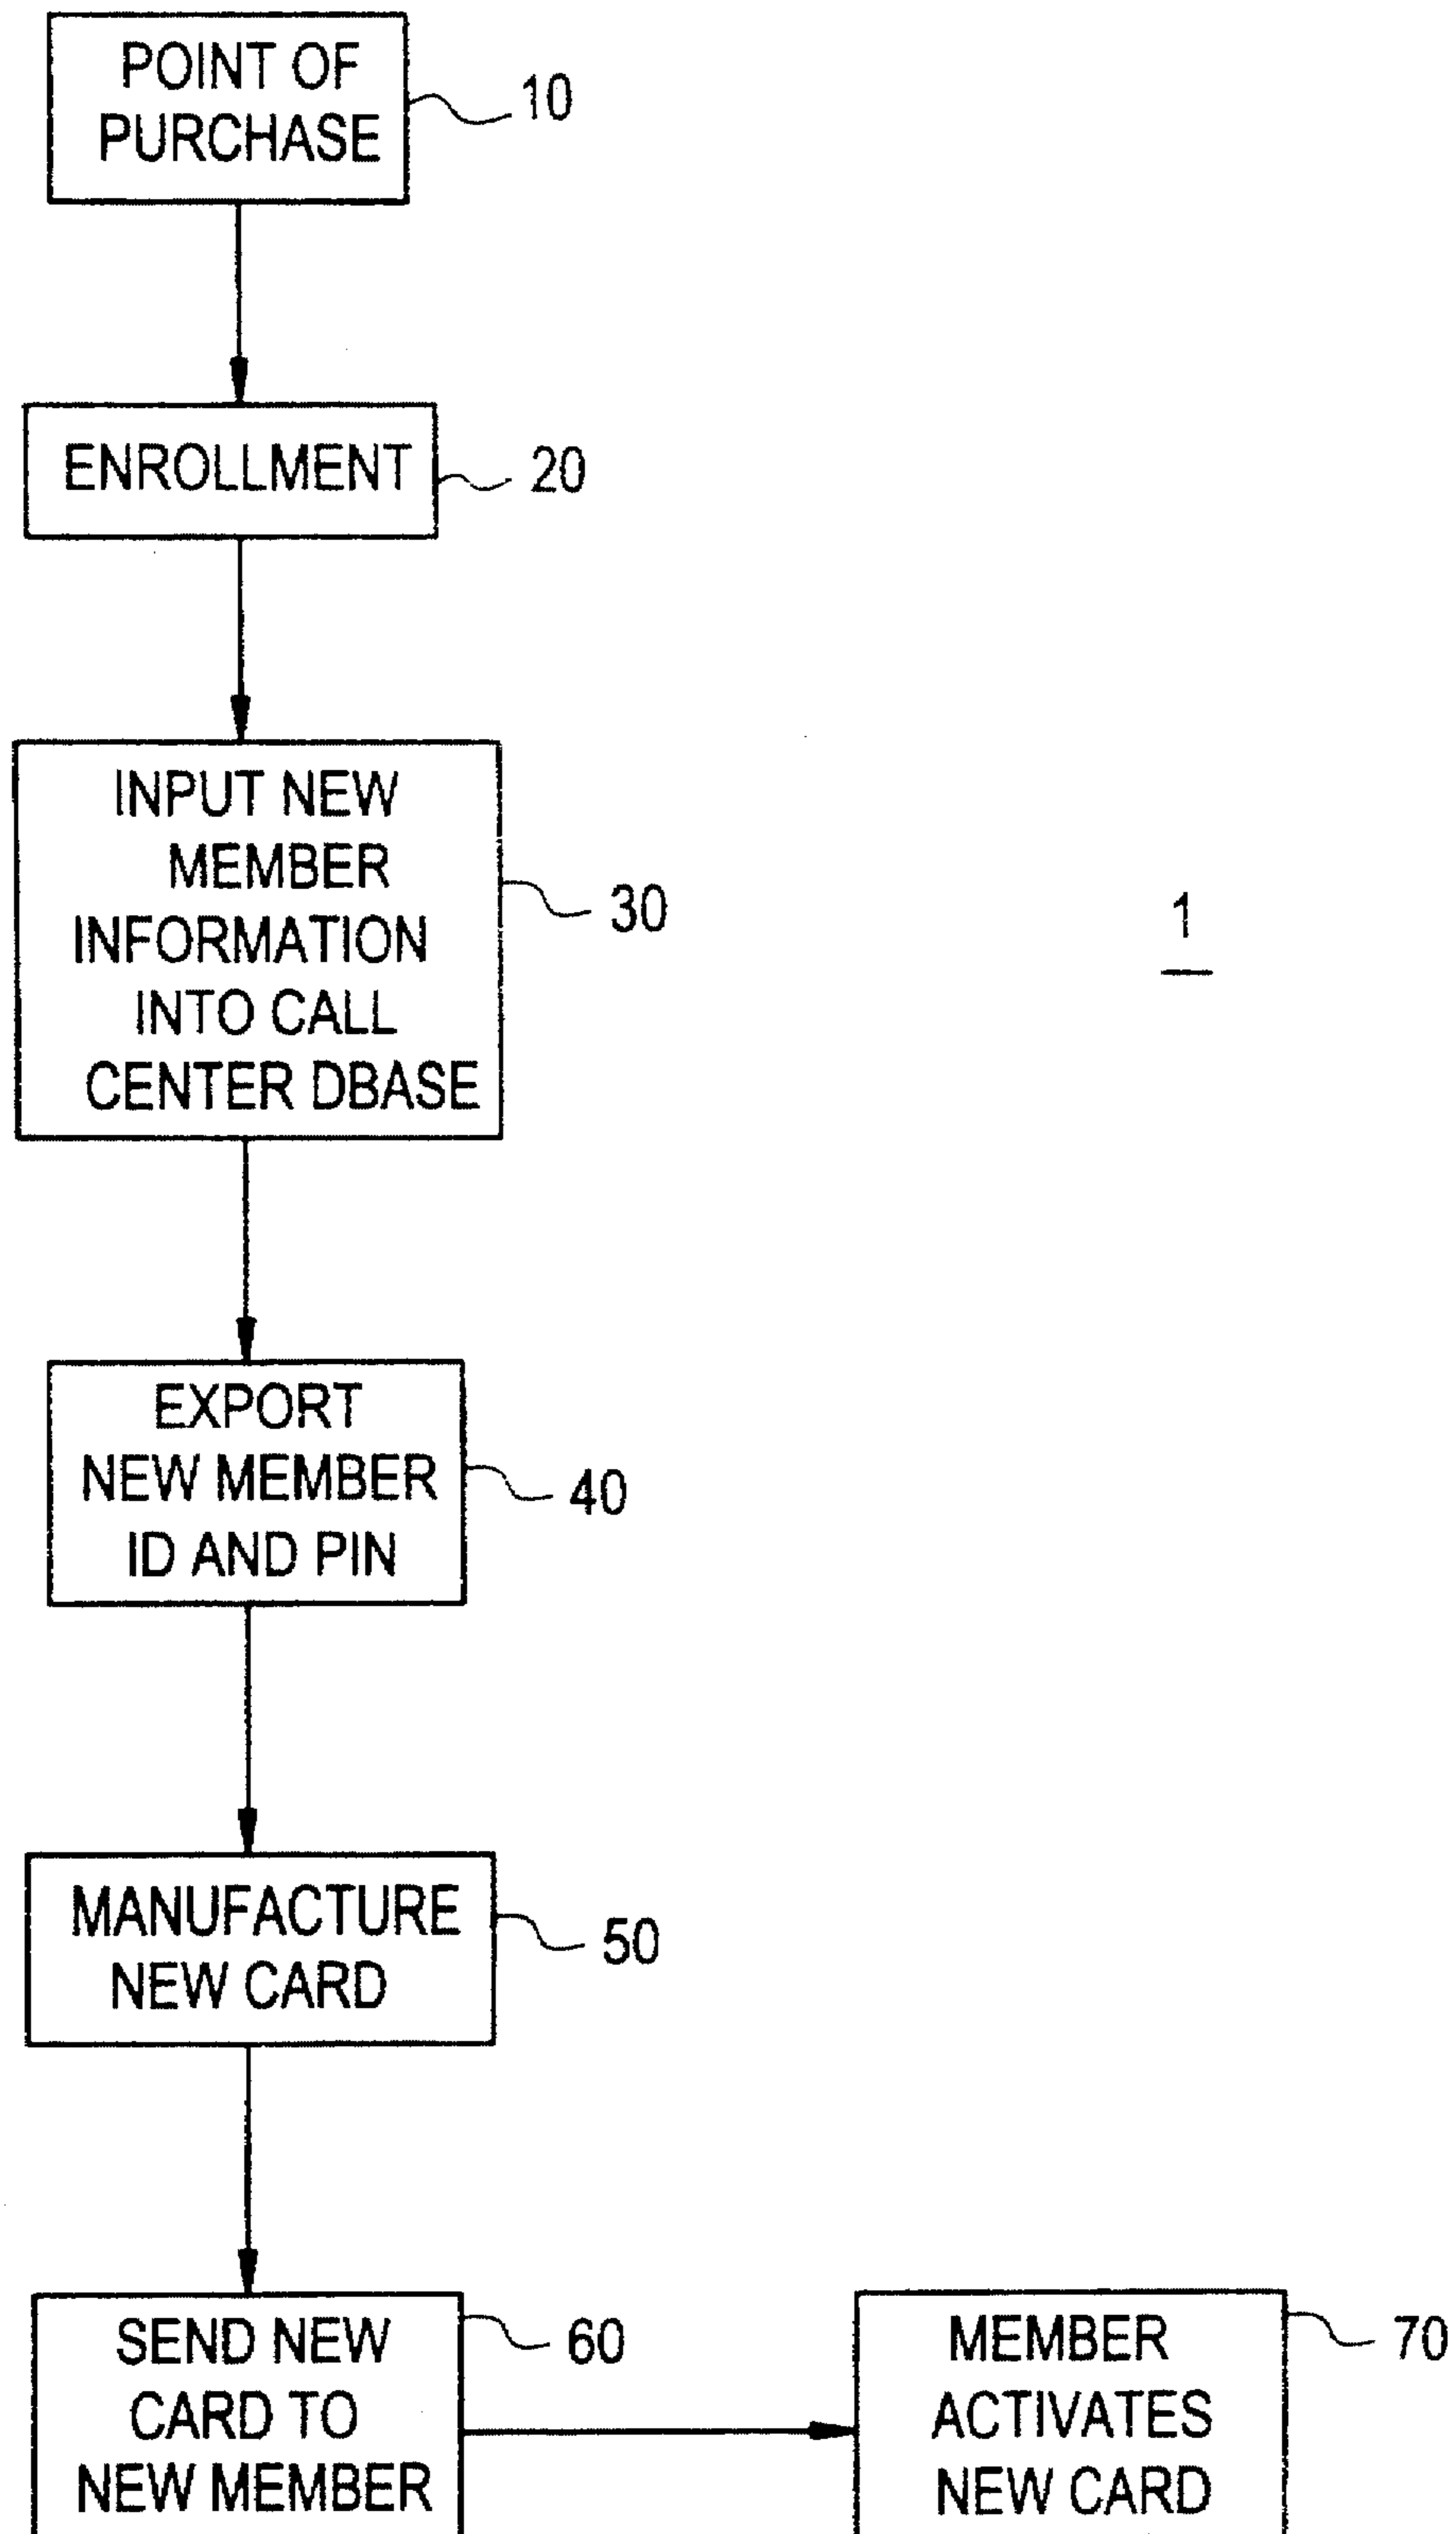 POINT OF
PURCHASE
10
ENROLLMENT
20
INPUT NEW
MEMBER
INFORMATION
INTO CALL
CENTER DBASE
30
1
EXPORT
NEW MEMBER
ID AND PIN
40
MANUFACTURE
NEW CARD
50
SEND NEW
CARD TO
NEW MEMBER
60
MEMBER
ACTIVATES
NEW CARD
70